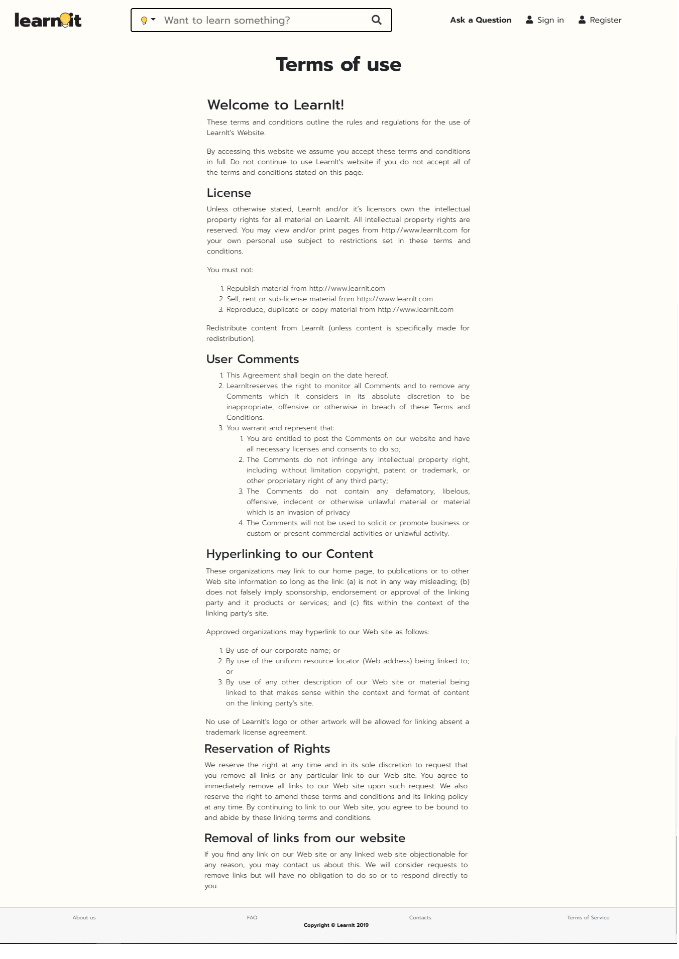 learnit
Want to learn something?
Ask a Question
Sign in
Register
Terms of use
Welcome to LearnIt!
These terms and conditions outline the rules and regulations for the use of
LearnIt's Website.
By accessing this website we assume you accept these terms and conditions
in full. Do not continue to use LearnIt's website if you do not accept all of
the terms and conditions stated on this page.
License
Unless otherwise stated, LearnIt and/or it's licensors own the intellectual
property rights for all material on LearnIt. All intellectual property rights are
reserved. You may view and/or print pages from http://www.learnIt.com for
your own personal use subject to restrictions set in these terms and
conditions.
You must not:
1. Republish material from http://www.learnIt.com
2. Sell, rent or sub-license material from http://www.learnIt.com
3. Reproduce, duplicate or copy material from http://www.learnIt.com
Redistribute content from LearnIt (unless content is specifically made for
redistribution).
User Comments
1. This Agreement shall begin on the date hereof.
2. LearnItreserves the right to monitor all Comments and to remove any
Comments which it considers in its absolute discretion to be
inappropriate, offensive or otherwise in breach of these Terms and
Conditions.
3. You warrant and represent that:
1. You are entitled to post the Comments on our website and have
all necessary licenses and consents to do so;
2. The Comments do not infringe any intellectual property right,
including without limitation copyright, patent or trademark, or
other proprietary right of any third party;
3. The Comments do not contain any defamatory, libelous,
offensive, indecent or otherwise unlawful material or material
which is an invasion of privacy
4. The Comments will not be used to solicit or promote business or
custom or present commercial activities or unlawful activity.
Hyperlinking to our Content
These organizations may link to our home page, to publications or to other
Web site information so long as the link: (a) is not in any way misleading; (b)
does not falsely imply sponsorship, endorsement or approval of the linking
party and it products or services; and (c) fits within the context of the
linking party's site.
Approved organizations may hyperlink to our Web site as follows:
1. By use of our corporate name; or
2. By use of the uniform resource locator (Web address) being linked to;
or
3. By use of any other description of our Web site or material being
linked to that makes sense within the context and format of content
on the linking party's site.
No use of LearnIt's logo or other artwork will be allowed for linking absent a
trademark license agreement.
Reservation of Rights
We reserve the right at any time and in its sole discretion to request that
you remove all links or any particular link to our Web site. You agree to
immediately remove all links to our Web site upon such request. We also
reserve the right to amend these terms and conditions and its linking policy
at any time. By continuing to link to our Web site, you agree to be bound to
and abide by these linking terms and conditions.
Removal of links from our website
If you find any link on our Web site or any linked web site objectionable for
any reason, you may contact us about this. We will consider requests to
remove links but will have no obligation to do so or to respond directly to
you.
About us
FAQ
Contacts
Terms of Service
Copyright © LearnIt 2019